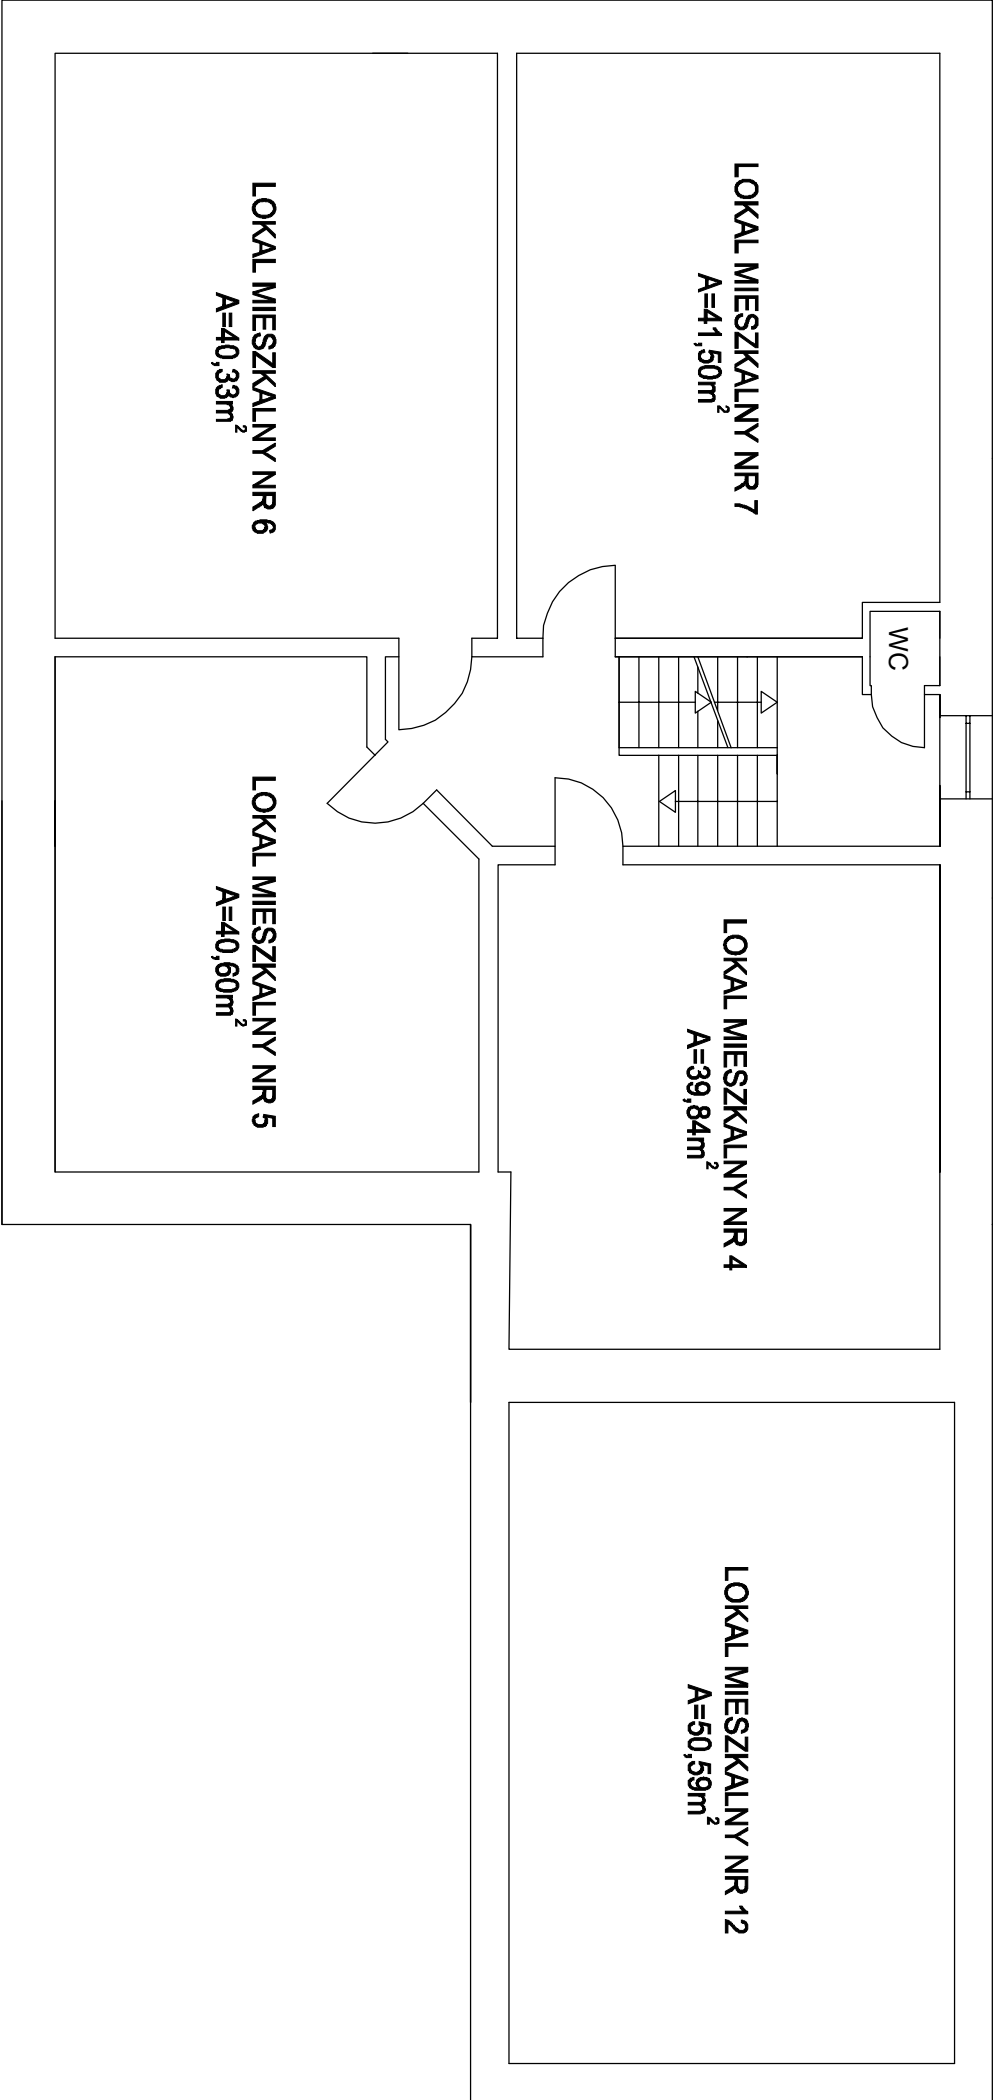 LOKAL MIESZKALNY NR 7
A=41,50m²
WC
LOKAL MIESZKALNY NR 4
A=39,84m²
LOKAL MIESZKALNY NR 12
A=50,59m²
LOKAL MIESZKALNY NR 6
A=40,33m²
LOKAL MIESZKALNY NR 5
A=40,60m²